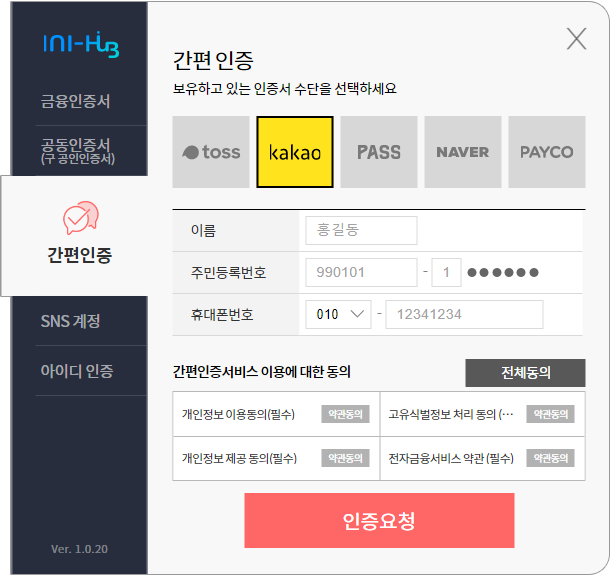 INI-HUB
금융인증서
공동인증서
(구 공인인증서)
간편인증
SNS 계정
아이디 인증
Ver. 1.0.20
X
간편 인증
보유하고 있는 인증서 수단을 선택하세요
toss kakao PASS NAVER PAYCO
이름 홍길동
주민등록번호 990101 - 1 ●●●●●●
휴대폰번호 010 - 12341234
간편인증서비스 이용에 대한 동의 전체동의
개인정보 이용동의(필수) 약관동의 고유식벌정보 처리 동의 (⋯ 약관동의
개인정보 제공 동의(필수) 약관동의 전자금융서비스 약관 (필수) 약관동의
인증요청